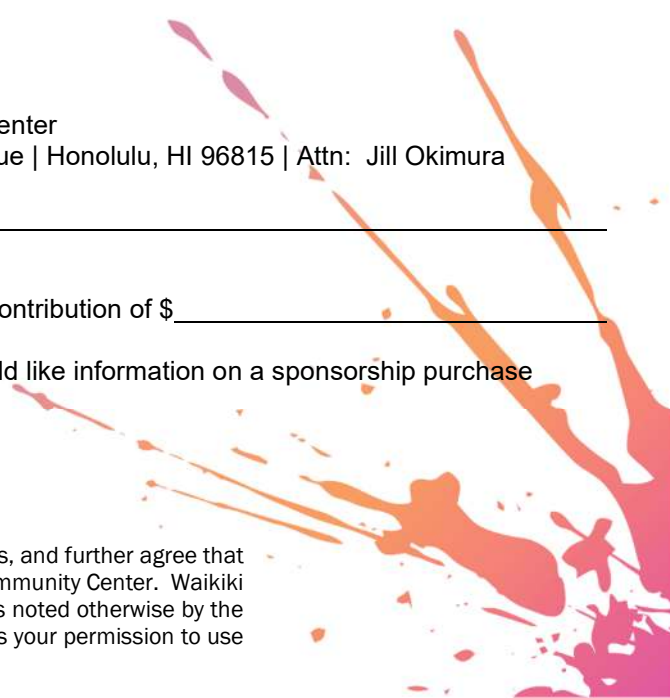 enter
ue | Honolulu, HI 96815 | Attn: Jill Okimura
ontribution of $
ld like information on a sponsorship purchase
s, and further agree that
mmunity Center. Waikiki
s noted otherwise by the
s your permission to use